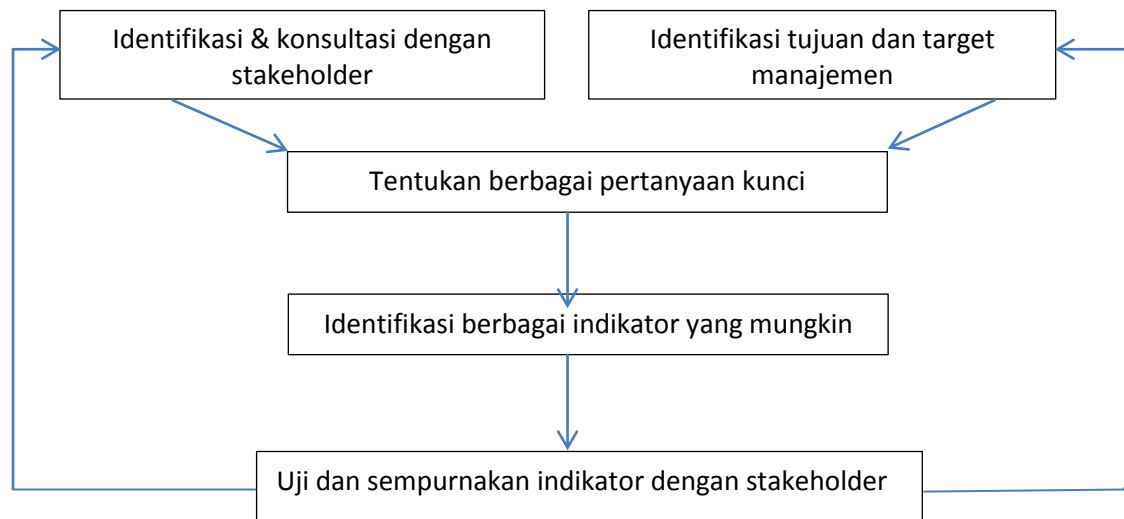 Identifikasi & konsultasi dengan
stakeholder
Identifikasi tujuan dan target
manajemen
Tentukan berbagai pertanyaan kunci
Identifikasi berbagai indikator yang mungkin
Uji dan sempurnakan indikator dengan stakeholder